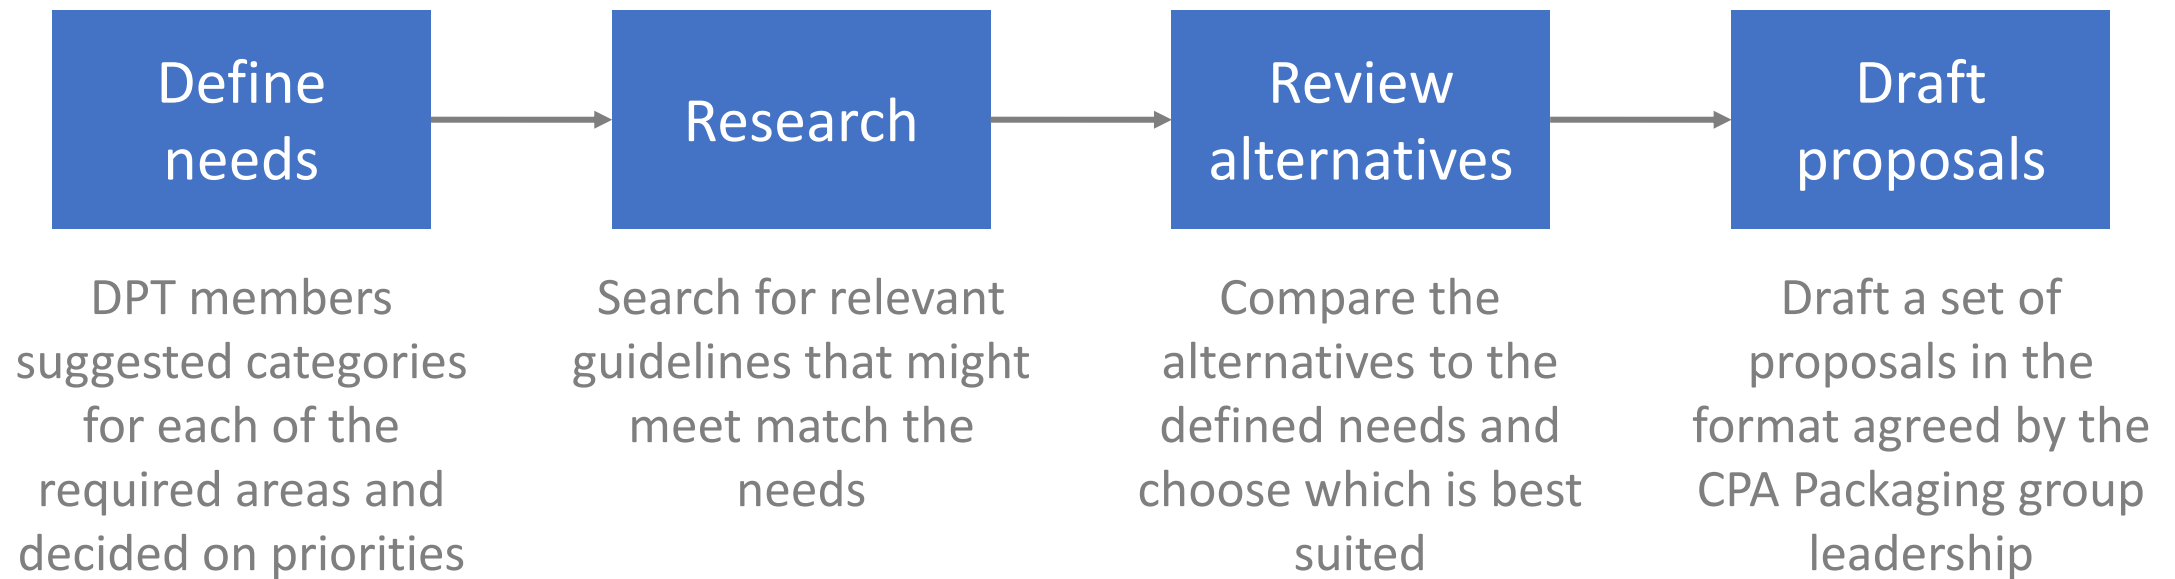 Define
needs
Research
Review
alternatives
Draft
proposals
DPT members
suggested categories
for each of the
required areas and
decided on priorities
Search for relevant
guidelines that might
meet match the
needs
Compare the
alternatives to the
defined needs and
choose which is best
suited
Draft a set of
proposals in the
format agreed by the
CPA Packaging group
leadership